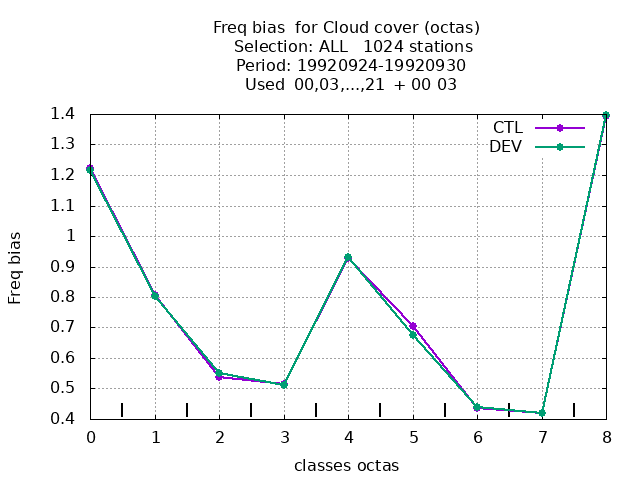 Freq bias  for Cloud cover (octas)
Selection: ALL   1024 stations
Period: 19920924-19920930
Used  00,03,...,21  + 00 03
CTL
DEV
1.4
1.3
1.2
1.1
1
0.9
0.8
0.7
0.6
0.5
0.4
Freq bias
0 1 2 3 4 5 6 7 8
classes octas